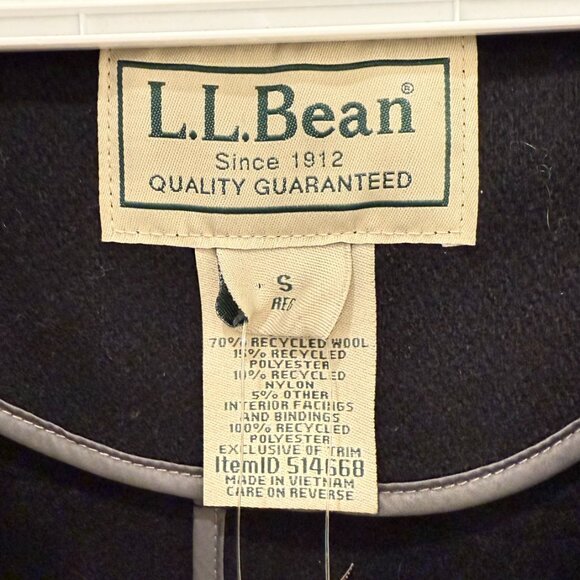 L.L.Bean®
Since 1912
QUALITY GUARANTEED
S
REG
70% RECYCLED WOOL
15% RECYCLED
POLYESTER
10% RECYCLED
NYLON
5% OTHER
INTERIOR FACINGS
AND BINDINGS
100% RECYCLED
POLYESTER
EXCLUSIVE OF TRIM
ItemID 514668
MADE IN VIETNAM
CARE ON REVERSE